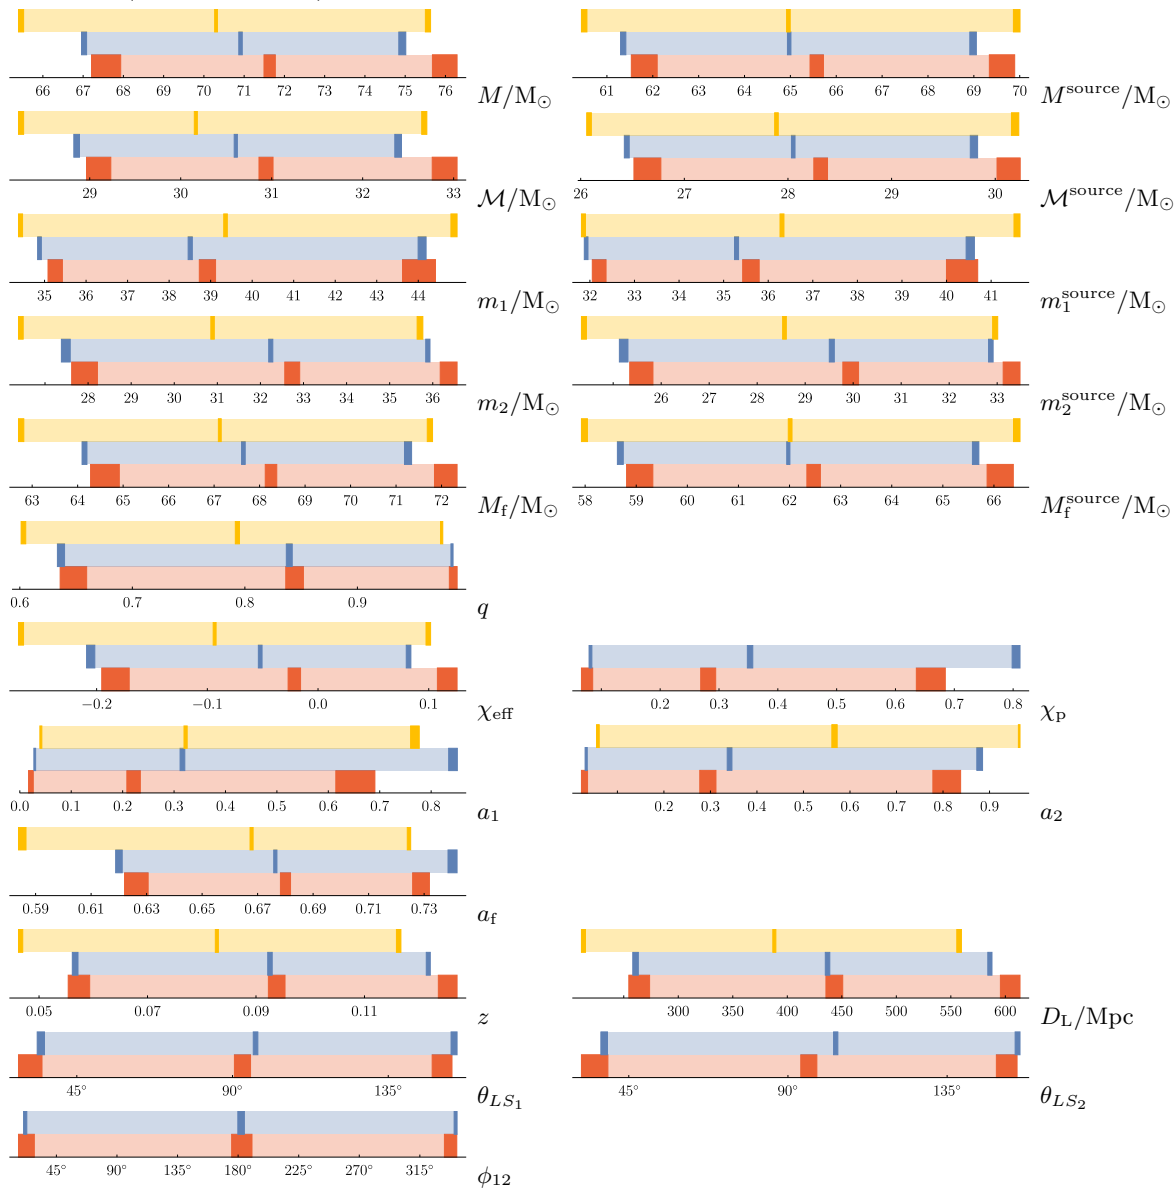 66 67 68 69 70 71 72 73 74 75 76 M/M⊙
61 62 63 64 65 66 67 68 69 70 M^source/M⊙
29 30 31 32 33 ℳ/M⊙
26 27 28 29 30 ℳ^source/M⊙
35 36 37 38 39 40 41 42 43 44 m₁/M⊙
32 33 34 35 36 37 38 39 40 41 m₁^source/M⊙
28 29 30 31 32 33 34 35 36 m₂/M⊙
26 27 28 29 30 31 32 33 m₂^source/M⊙
63 64 65 66 67 68 69 70 71 72 M_f/M⊙
58 59 60 61 62 63 64 65 66 M_f^source/M⊙
0.6 0.7 0.8 0.9 q
−0.2 −0.1 0.0 0.1 χ_eff
0.2 0.3 0.4 0.5 0.6 0.7 0.8 χ_p
0.0 0.1 0.2 0.3 0.4 0.5 0.6 0.7 0.8 a₁
0.2 0.3 0.4 0.5 0.6 0.7 0.8 0.9 a₂
0.59 0.61 0.63 0.65 0.67 0.69 0.71 0.73 a_f
0.05 0.07 0.09 0.11 z
300 350 400 450 500 550 600 D_L/Mpc
45° 90° 135° θ_LS₁
45° 90° 135° θ_LS₂
45° 90° 135° 180° 225° 270° 315° ϕ₁₂